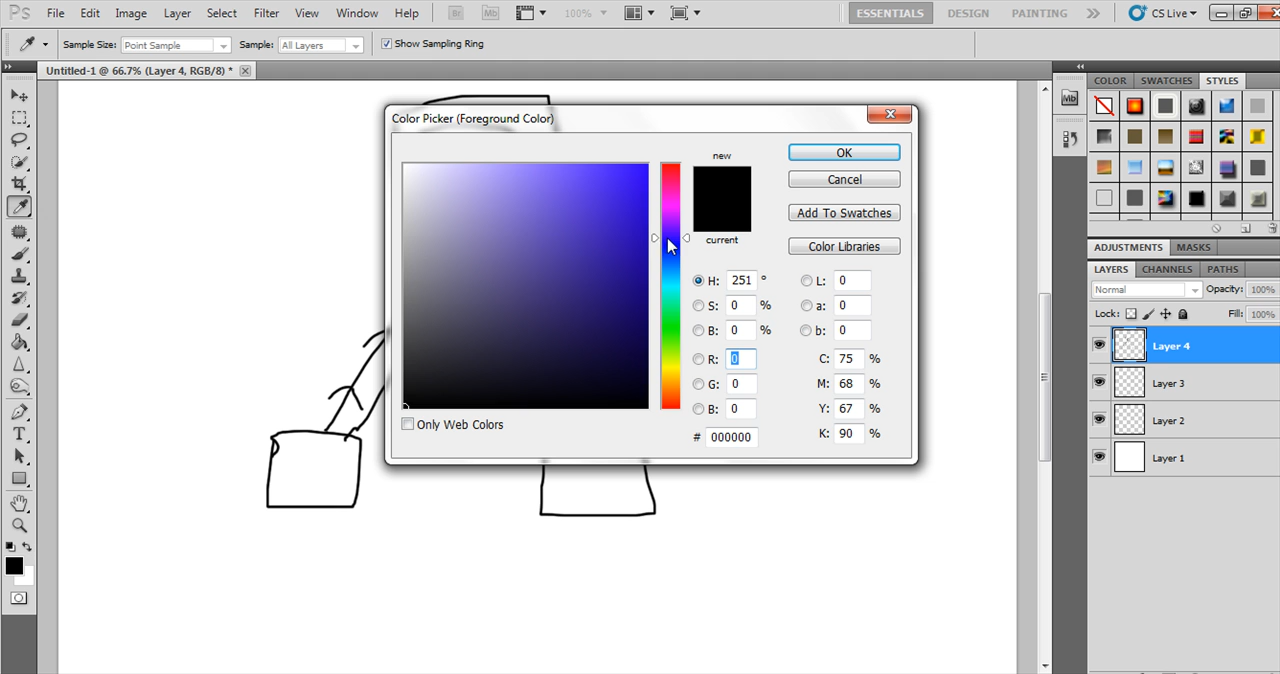 Ps File Edit Image Layer Select Filter View Window Help Br Mb 100% ESSENTIALS DESIGN PAINTING CS Live
Sample Size: Point Sample Sample: All Layers Show Sampling Ring
Untitled-1 @ 66.7% (Layer 4, RGB/8) *
Color Picker (Foreground Color)
new
current
OK
Cancel
Add To Swatches
Color Libraries
H: 251 °
S: 0 %
B: 0 %
R: 0
G: 0
B: 0
# 000000
L: 0
a: 0
b: 0
C: 75 %
M: 68 %
Y: 67 %
K: 90 %
Only Web Colors
T
Mb
COLOR SWATCHES STYLES
ADJUSTMENTS MASKS
LAYERS CHANNELS PATHS
Normal Opacity: 100%
Lock: Fill: 100%
Layer 4
Layer 3
Layer 2
Layer 1